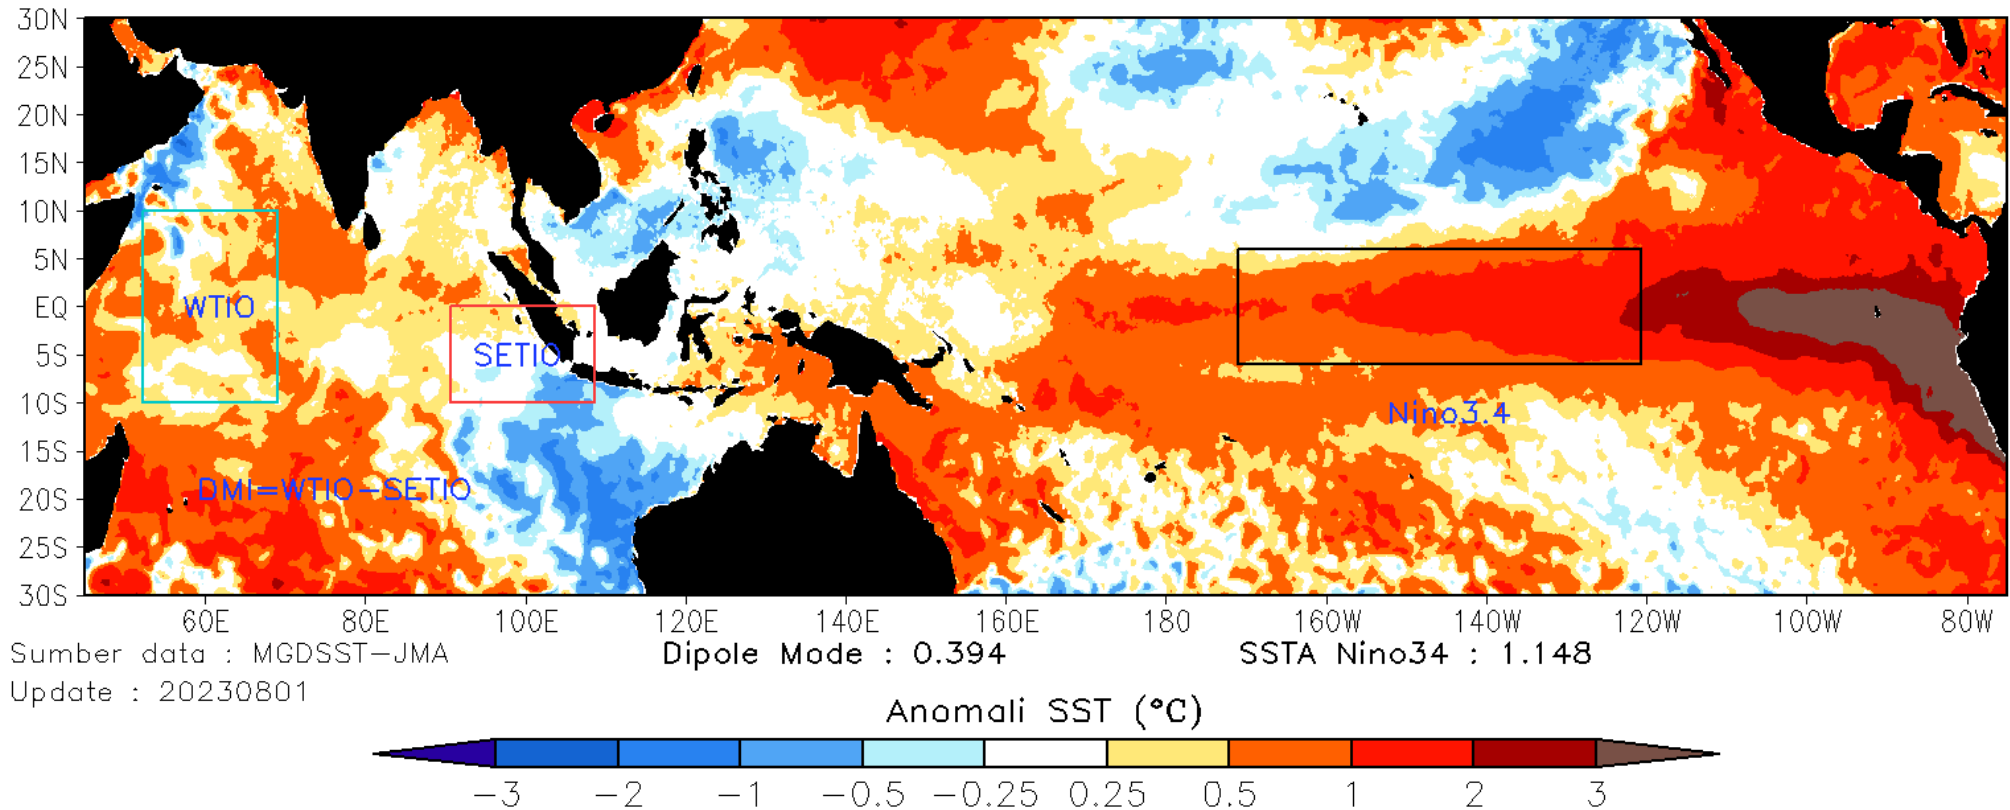 30N
25N
20N
15N
10N
5N
EQ
5S
10S
15S
20S
25S
30S
WTIO
SETIO
Nino3.4
DMI=WTIO-SETIO
60E 80E 100E 120E 140E 160E 180 160W 140W 120W 100W 80W
Sumber data : MGDSST-JMA Dipole Mode : 0.394 SSTA Nino34 : 1.148
Update : 20230801
Anomali SST (°C)
-3 -2 -1 -0.5 -0.25 0.25 0.5 1 2 3